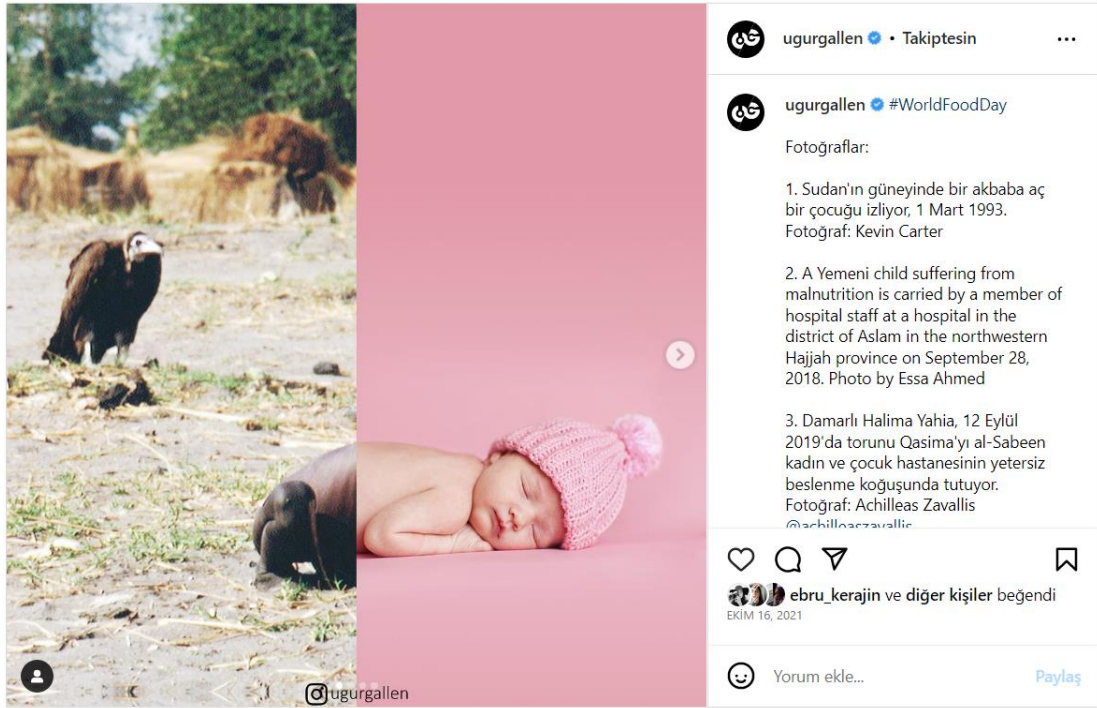 ugurgallen • Takiptesin
ugurgallen #WorldFoodDay
Fotoğraflar:
1. Sudan'ın güneyinde bir akbaba aç
bir çocuğu izliyor, 1 Mart 1993.
Fotoğraf: Kevin Carter
2. A Yemeni child suffering from
malnutrition is carried by a member of
hospital staff at a hospital in the
district of Aslam in the northwestern
Hajjah province on September 28,
2018. Photo by Essa Ahmed
3. Damarlı Halima Yahia, 12 Eylül
2019'da torunu Qasima'yı al-Sabeen
kadın ve çocuk hastanesinin yetersiz
beslenme koğuşunda tutuyor.
Fotoğraf: Achilleas Zavallis
@achilleaszavallis
ebru_kerajin ve diğer kişiler beğendi
EKİM 16, 2021
Yorum ekle... Paylaş
ugurgallen